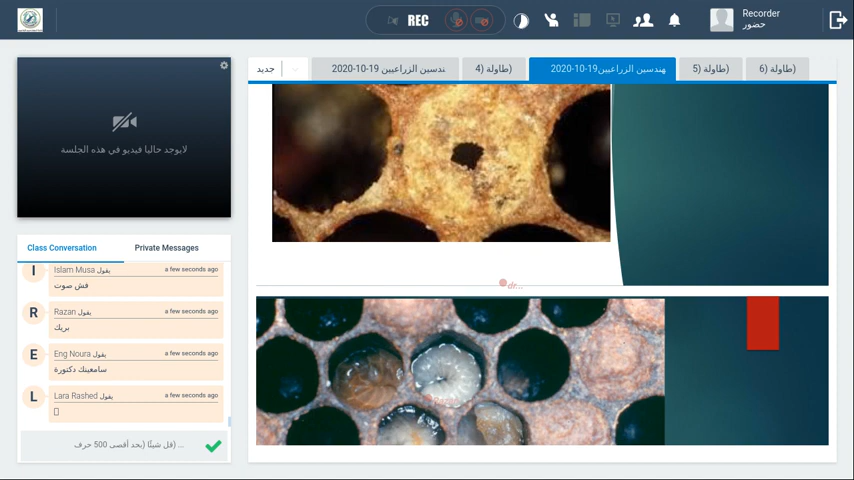 REC
Recorder
حضور
لايوجد حاليا فيديو في هذه الجلسة
جديد
ندسين الزراعيين 19-10-2020
(طاولة (4
هندسين الزراعيين19-10-2020
(طاولة (5
(طاولة (6
Class Conversation
Private Messages
I
Islam Musa يقول
a few seconds ago
فش صوت
R
Razan يقول
a few seconds ago
بريك
E
Eng Noura يقول
a few seconds ago
سامعينك دكتورة
L
Lara Rashed يقول
a few seconds ago
... (قل شيئًا (بحد أقصى 500 حرف